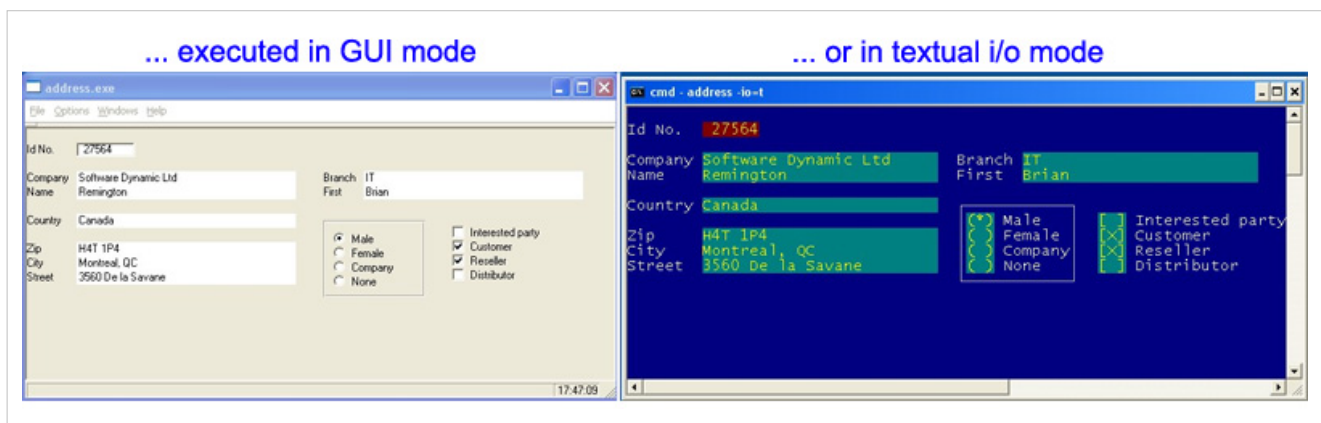 ... executed in GUI mode
... or in textual i/o mode
address.exe
File Options Windows Help
Id No. 27564
Company Software Dynamic Ltd Branch IT
Name Remington First Brian
Country Canada
Male
Female
Company
None
Interested party
Customer
Reseller
Distributor
Zip H4T 1P4
City Montreal, QC
Street 3560 De la Savane
17:47:09
cmd - address -io=t
Id No. 27564
Company Software Dynamic Ltd Branch IT
Name Remington First Brian
Country Canada
(*) Male [ ] Interested party
Zip H4T 1P4 ( ) Female [X] Customer
City Montreal, QC ( ) Company [X] Reseller
Street 3560 De la Savane ( ) None [ ] Distributor